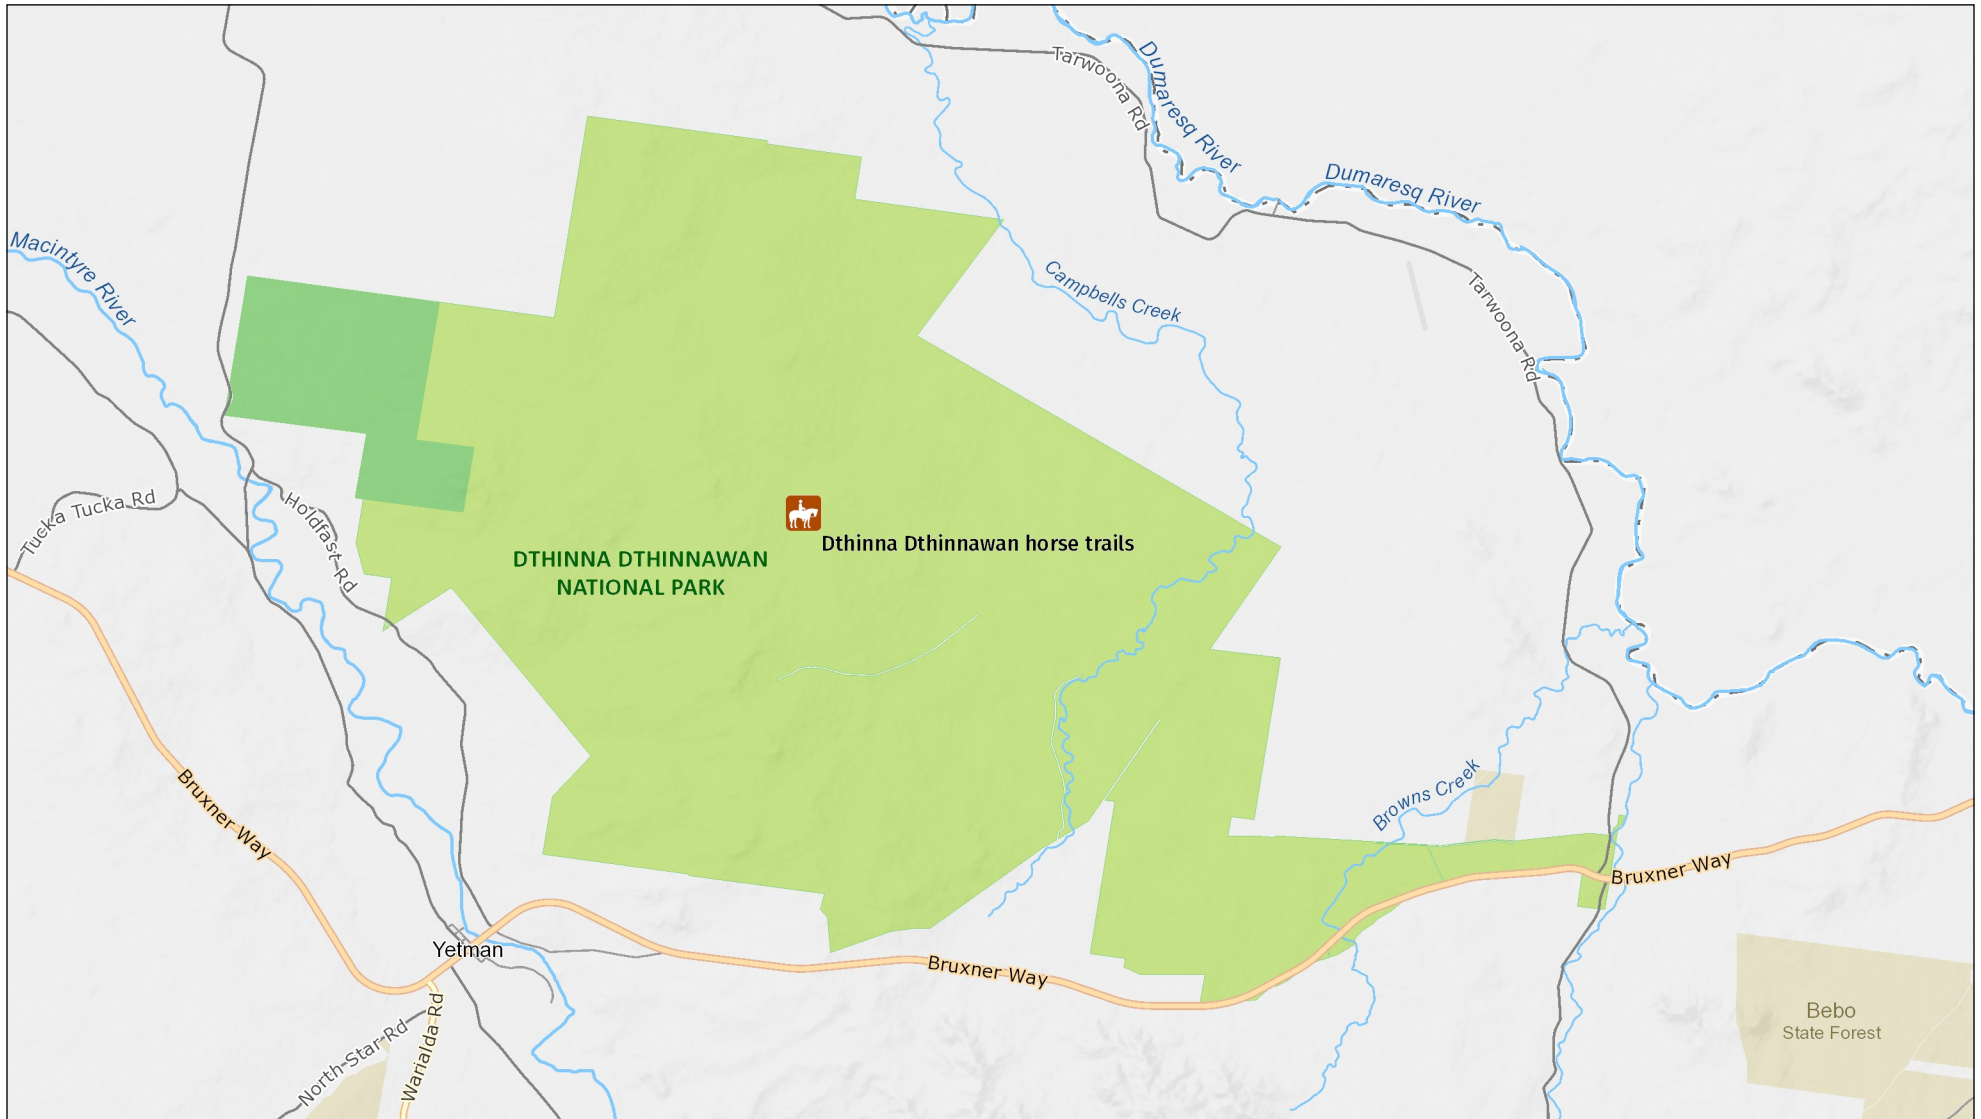 Tarwoona Rd
Dumaresq River
Dumaresq River
Macintyre River
Campbells Creek
Tarwoona Rd
Tucka Tucka Rd
Holdfast Rd
Dthinna Dthinnawan horse trails
DTHINNA DTHINNAWAN
NATIONAL PARK
Bruxner Way
Browns Creek
Bruxner Way
Yetman
Bruxner Way
Bebo
State Forest
North Star Rd
Warialda Rd